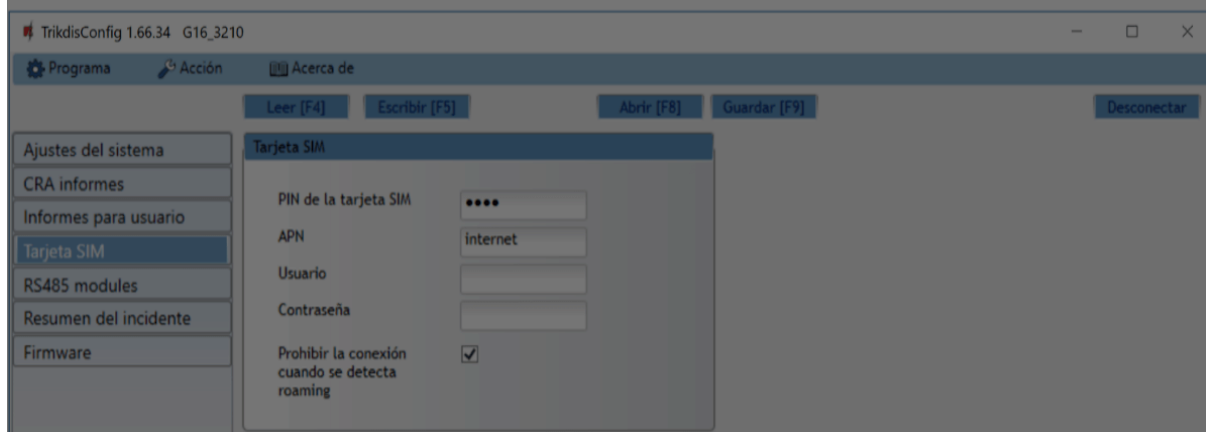 TrikdisConfig 1.66.34 G16_3210
Programa Acción Acerca de
Leer [F4] Escribir [F5] Abrir [F8] Guardar [F9] Desconectar
Ajustes del sistema
CRA informes
Informes para usuario
Tarjeta SIM
RS485 modules
Resumen del incidente
Firmware
Tarjeta SIM
PIN de la tarjeta SIM ••••
APN internet
Usuario
Contraseña
Prohibir la conexión
cuando se detecta
roaming